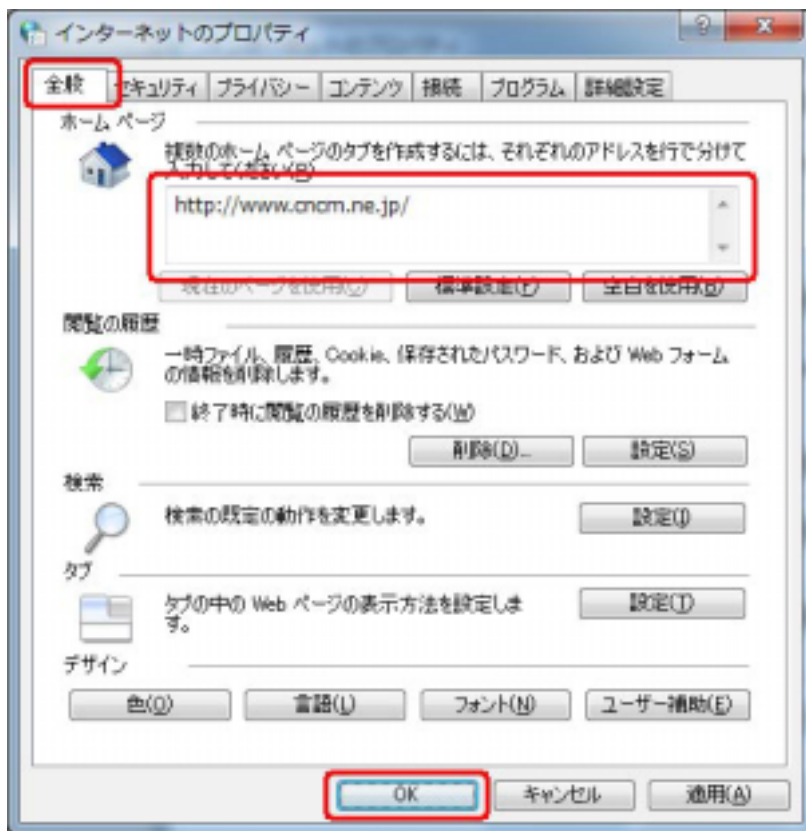 インターネットのプロパティ
全般 セキュリティ プライバシー コンテンツ 接続 プログラム 詳細設定
ホーム ページ
複数のホーム ページのタブを作成するには、それぞれのアドレスを行で分けて
入力してください(R)
http://www.cncm.ne.jp/
現在のページを使用(C) 標準設定(F) 空白を使用(B)
閲覧の履歴
一時ファイル、履歴、Cookie、保存されたパスワード、および Web フォーム
の情報を削除します。
終了時に閲覧の履歴を削除する(W)
削除(D)... 設定(S)
検索
検索の既定の動作を変更します。
設定(I)
タブ
タブの中の Web ページの表示方法を設定しま
す。
設定(T)
デザイン
色(O) 言語(L) フォント(N) ユーザー補助(E)
OK キャンセル 適用(A)